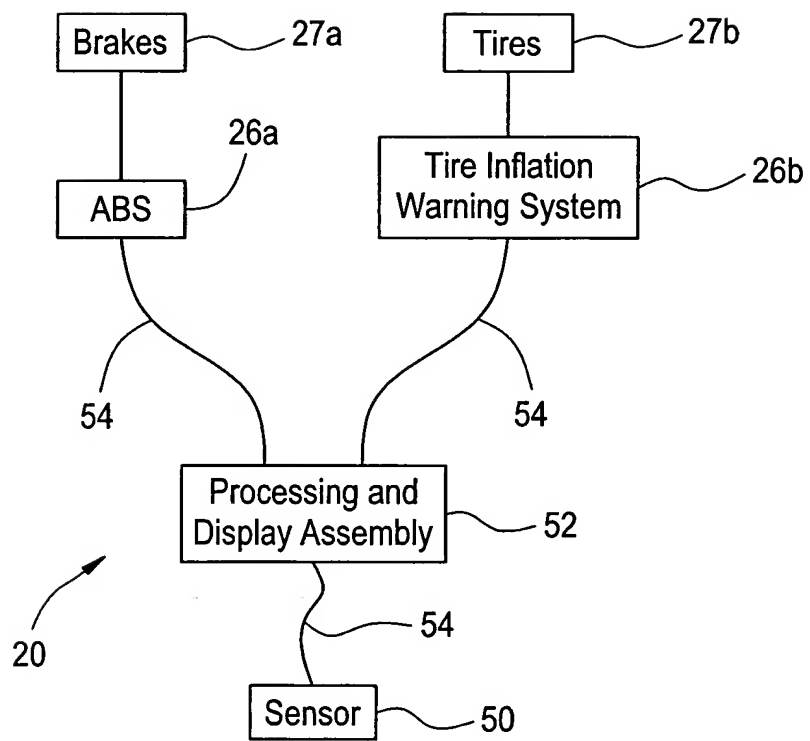 Brakes
27a
Tires
27b
26a
ABS
Tire Inflation
Warning System
26b
54
54
Processing and
Display Assembly
52
20
54
Sensor
50